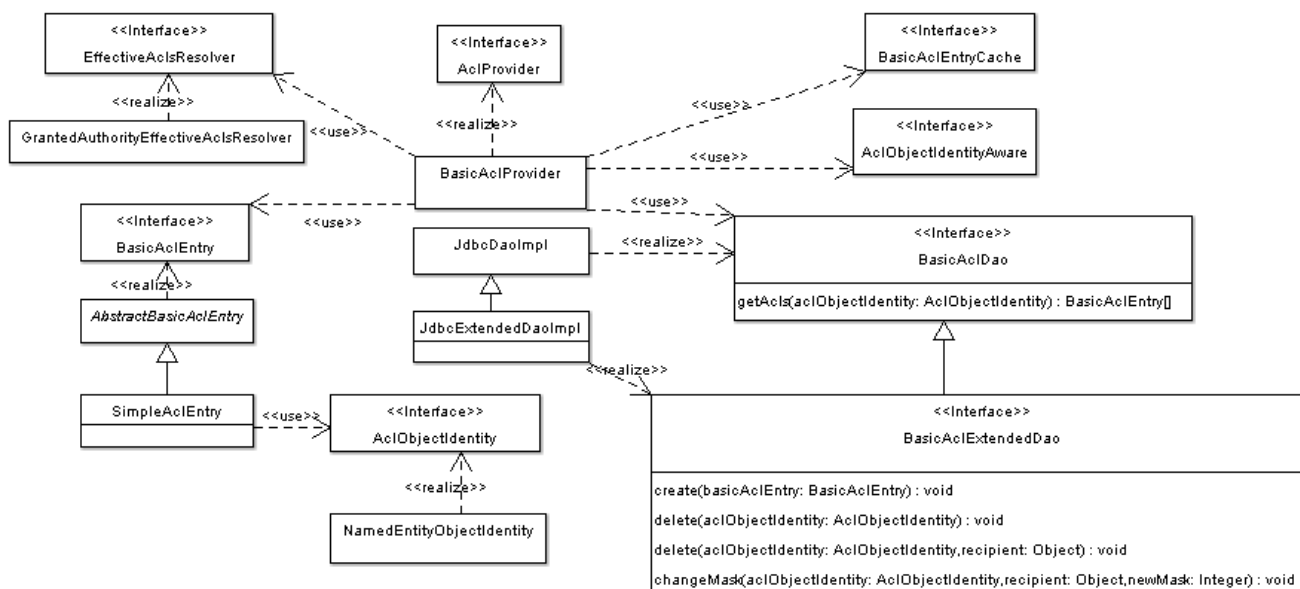 <<Interface>>
EffectiveAclsResolver
<<realize>>
GrantedAuthorityEffectiveAclsResolver
<<use>>
<<Interface>>
AclProvider
<<realize>>
BasicAclProvider
<<Interface>>
BasicAclEntryCache
<<use>>
<<Interface>>
AclObjectIdentityAware
<<use>>
<<use>>
<<use>>
<<Interface>>
BasicAclEntry
<<realize>>
AbstractBasicAclEntry
SimpleAclEntry
<<use>>
JdbcDaoImpl
<<realize>>
JdbcExtendedDaoImpl
<<realize>>
<<Interface>>
BasicAclDao
getAcls(aclObjectIdentity: AclObjectIdentity) : BasicAclEntry[]
<<Interface>>
AclObjectIdentity
<<realize>>
NamedEntityObjectIdentity
<<Interface>>
BasicAclExtendedDao
create(basicAclEntry: BasicAclEntry) : void
delete(aclObjectIdentity: AclObjectIdentity) : void
delete(aclObjectIdentity: AclObjectIdentity,recipient: Object) : void
changeMask(aclObjectIdentity: AclObjectIdentity,recipient: Object,newMask: Integer) : void